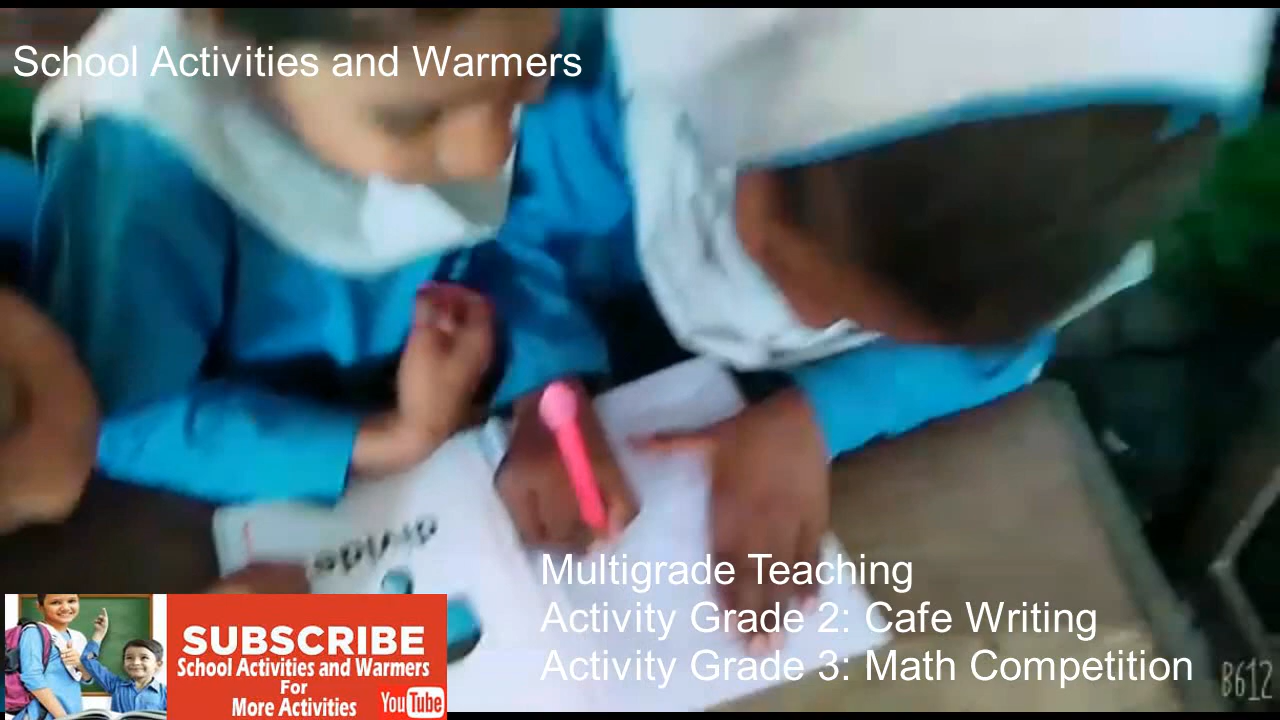 School Activities and Warmers
divide
Multigrade Teaching
Activity Grade 2: Cafe Writing
Activity Grade 3: Math Competition
SUBSCRIBE
School Activities and Warmers
For
More Activities
YouTube
B612